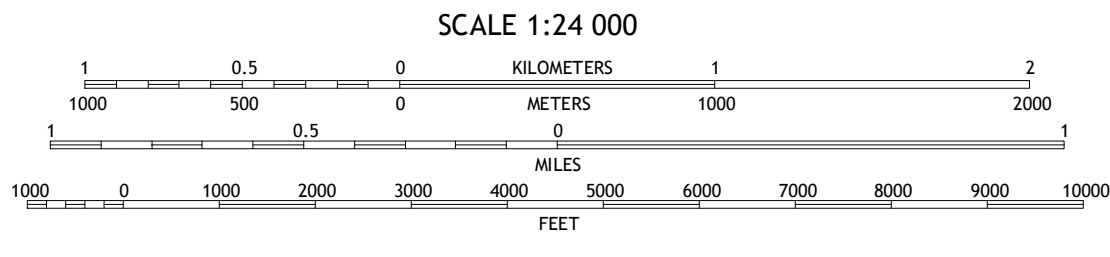 SCALE 1:24 000
1 0.5 0 KILOMETERS 1 2
1000 500 0 METERS 1000 2000
1 0.5 0 1
MILES
1000 0 1000 2000 3000 4000 5000 6000 7000 8000 9000 10000
FEET